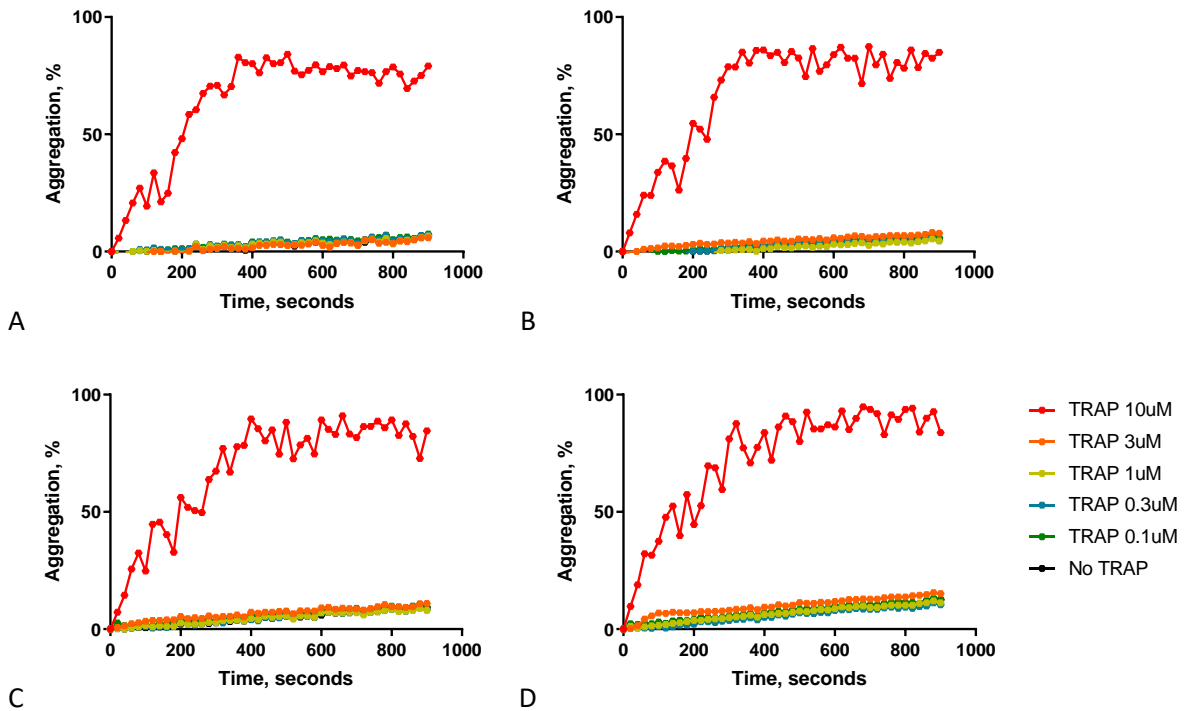 100
50
0
Aggregation, %
0 200 400 600 800 1000
Time, seconds
A
100
50
0
Aggregation, %
0 200 400 600 800 1000
Time, seconds
B
100
50
0
Aggregation, %
0 200 400 600 800 1000
Time, seconds
C
100
50
0
Aggregation, %
0 200 400 600 800 1000
Time, seconds
D
TRAP 10uM
TRAP 3uM
TRAP 1uM
TRAP 0.3uM
TRAP 0.1uM
No TRAP